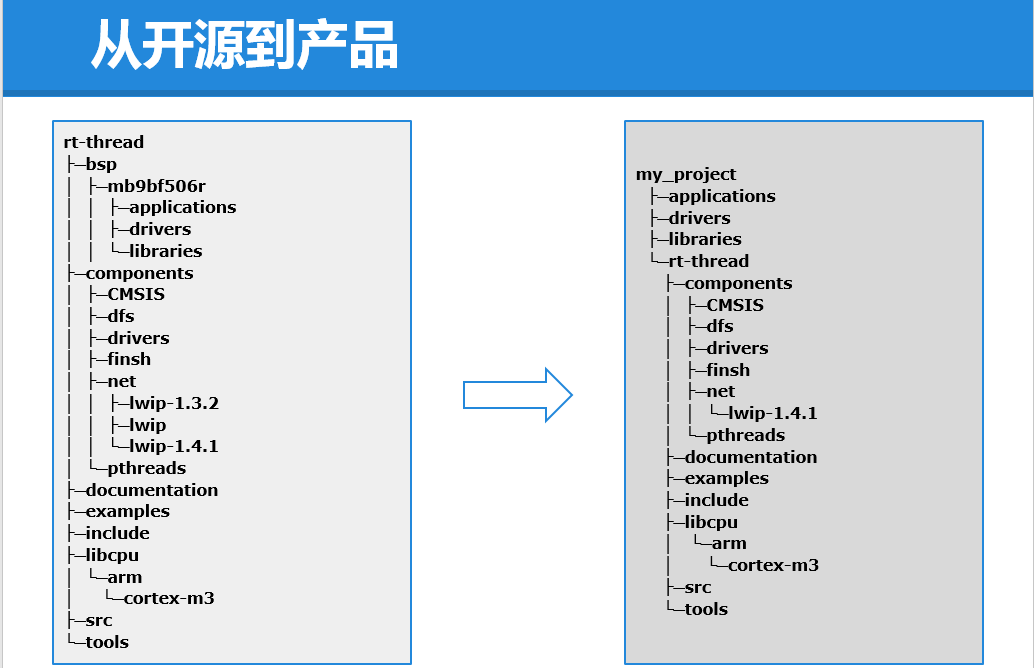 从开源到产品
rt-thread
├─bsp
│ ├─mb9bf506r
│ │ ├─applications
│ │ ├─drivers
│ │ └─libraries
├─components
│ ├─CMSIS
│ ├─dfs
│ ├─drivers
│ ├─finsh
│ ├─net
│ │ ├─lwip-1.3.2
│ │ ├─lwip
│ │ └─lwip-1.4.1
│ └─pthreads
├─documentation
├─examples
├─include
├─libcpu
│ └─arm
│   └─cortex-m3
├─src
└─tools
my_project
├─applications
├─drivers
├─libraries
└─rt-thread
  ├─components
  │ ├─CMSIS
  │ ├─dfs
  │ ├─drivers
  │ ├─finsh
  │ ├─net
  │ │ └─lwip-1.4.1
  │ └─pthreads
  ├─documentation
  ├─examples
  ├─include
  ├─libcpu
  │ └─arm
  │   └─cortex-m3
  ├─src
  └─tools